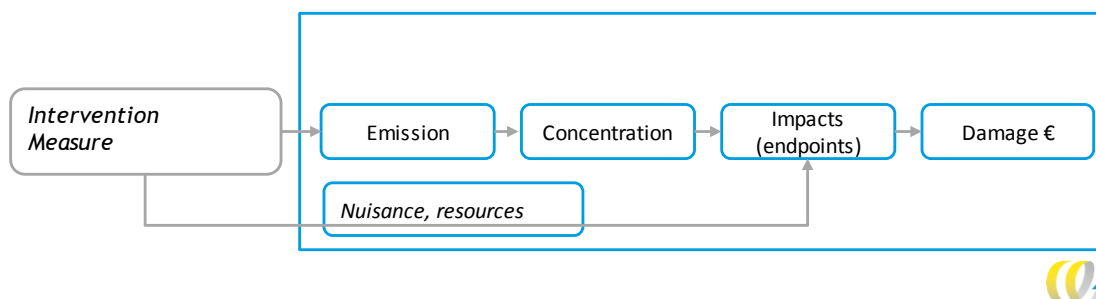 Intervention
Measure
Emission
Concentration
Impacts
(endpoints)
Damage €
Nuisance, resources